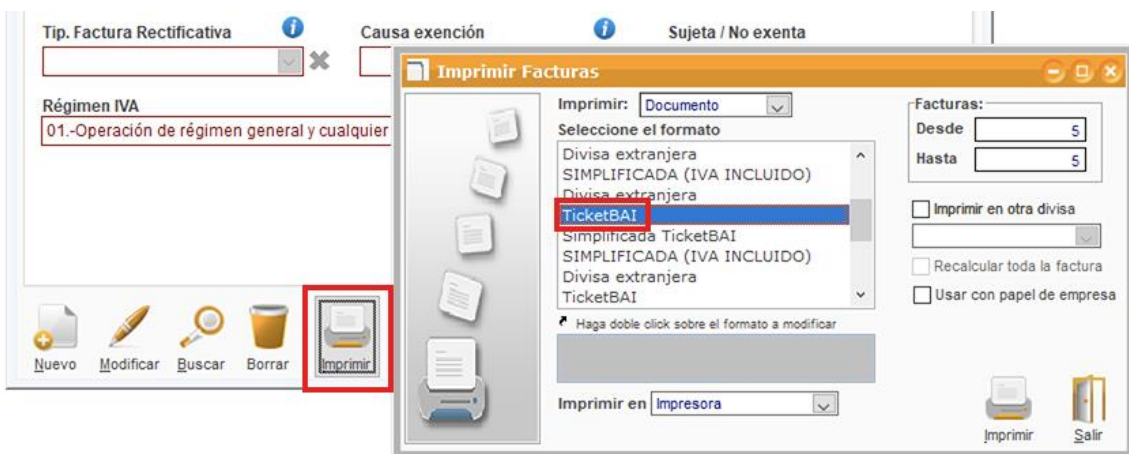 Tip. Factura Rectificativa
Causa exención
Sujeta / No exenta
Régimen IVA
01.-Operación de régimen general y cualquier
Nuevo
Modificar
Buscar
Borrar
Imprimir
Imprimir Facturas
Imprimir: Documento
Seleccione el formato
Divisa extranjera
SIMPLIFICADA (IVA INCLUIDO)
Divisa extranjera
TicketBAI
Simplificada TicketBAI
SIMPLIFICADA (IVA INCLUIDO)
Divisa extranjera
TicketBAI
Haga doble click sobre el formato a modificar
Imprimir en Impresora
Facturas:
Desde 5
Hasta 5
Imprimir en otra divisa
Recalcular toda la factura
Usar con papel de empresa
Imprimir
Salir